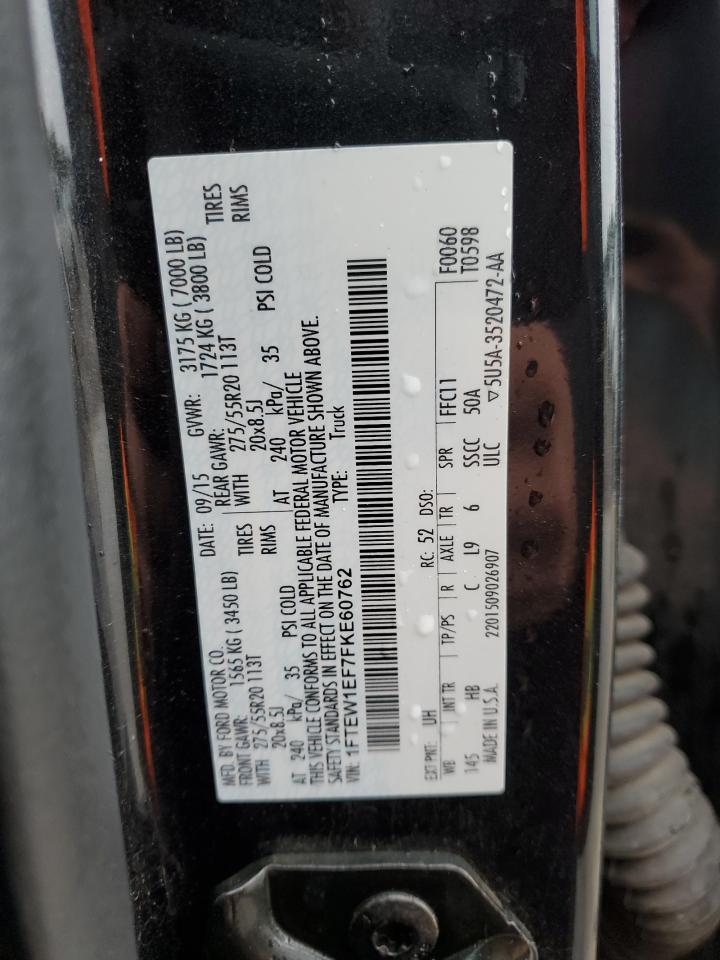 MFD. BY FORD MOTOR CO.
DATE: 09/15 GVWR: 3175 KG ( 7000 LB)
FRONT GAWR: 1565 KG ( 3450 LB) REAR GAWR: 1724 KG ( 3800 LB)
WITH 275/55R20 113T TIRES WITH 275/55R20 113T TIRES
20x8.5J RIMS 20x8.5J RIMS
AT 240 kPa/ 35 PSI COLD AT 240 kPa/ 35 PSI COLD
THIS VEHICLE CONFORMS TO ALL APPLICABLE FEDERAL MOTOR VEHICLE
SAFETY STANDARDS IN EFFECT ON THE DATE OF MANUFACTURE SHOWN ABOVE.
VIN: 1FTEW1EF7FKE60762 TYPE: Truck
EXT PNT: UH RC: 52 DSO: F0060
WB INT TR TP/PS R AXLE TR SPR FFC11 T0598
145 HB C L9 6 SSCC 50A
MADE IN U.S.A. 2201509026907 ULC ▽5U5A-3520472-AA